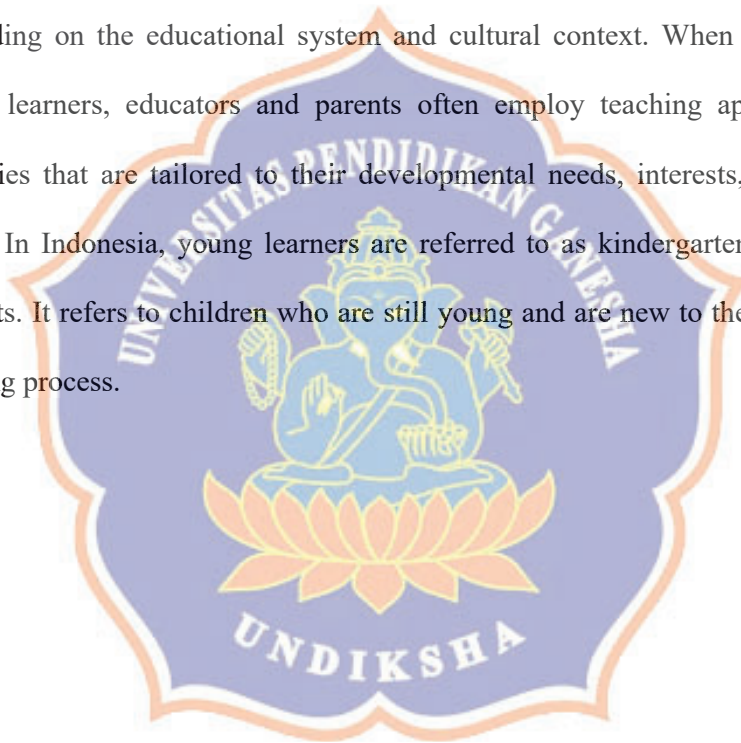 ding on the educational system and cultural context. When
learners, educators and parents often employ teaching ap
ies that are tailored to their developmental needs, interests,
In Indonesia, young learners are referred to as kindergarten
ts. It refers to children who are still young and are new to the
g process.
UNIVERSITAS PENDIDIKAN GANESHA
UNDIKSHA